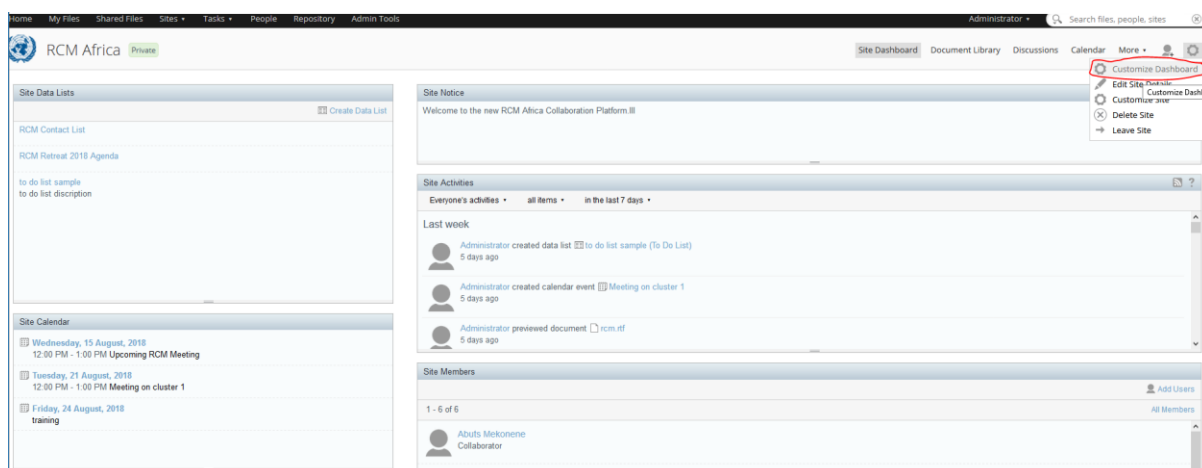 Home My Files Shared Files Sites Tasks People Repository Admin Tools Administrator Search files, people, sites
RCM Africa Private Site Dashboard Document Library Discussions Calendar More
Customize Dashboard
Edit Site Details
Customize Dash
Customize Site
Delete Site
Leave Site
Site Data Lists
Create Data List
RCM Contact List
RCM Retreat 2018 Agenda
to do list sample
to do list discription
Site Calendar
Wednesday, 15 August, 2018
12:00 PM - 1:00 PM Upcoming RCM Meeting
Tuesday, 21 August, 2018
12:00 PM - 1:00 PM Meeting on cluster 1
Friday, 24 August, 2018
training
Site Notice
Welcome to the new RCM Africa Collaboration Platform.lll
Site Activities ?
Everyone's activities all items in the last 7 days
Last week
Administrator created data list to do list sample (To Do List)
5 days ago
Administrator created calendar event Meeting on cluster 1
5 days ago
Administrator previewed document rcm.rtf
5 days ago
Site Members
Add Users
1 - 6 of 6 All Members
Abuts Mekonene
Collaborator